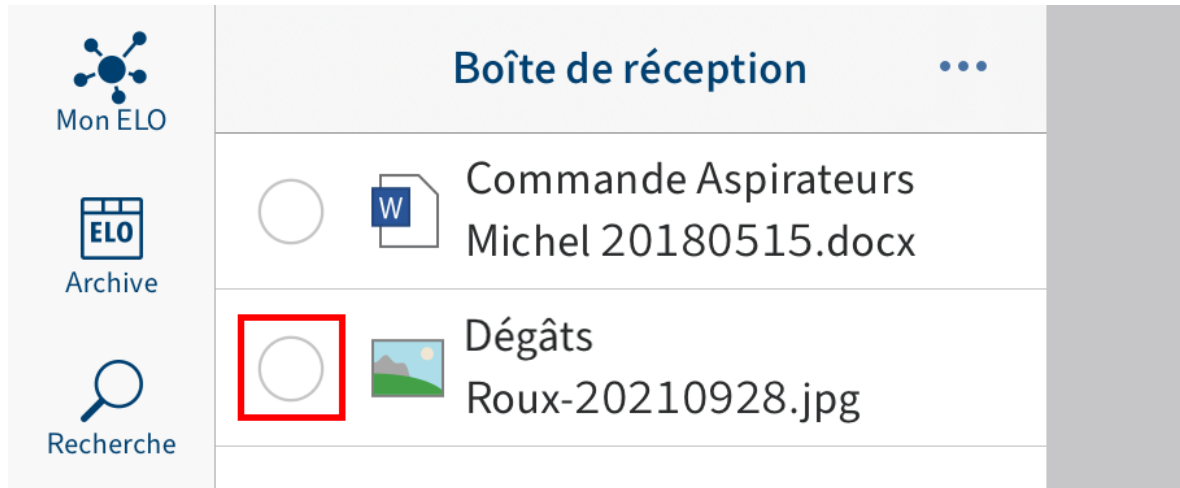 Mon ELO
ELO
Archive
Recherche
Boîte de réception
W
Commande Aspirateurs
Michel 20180515.docx
Dégâts
Roux-20210928.jpg